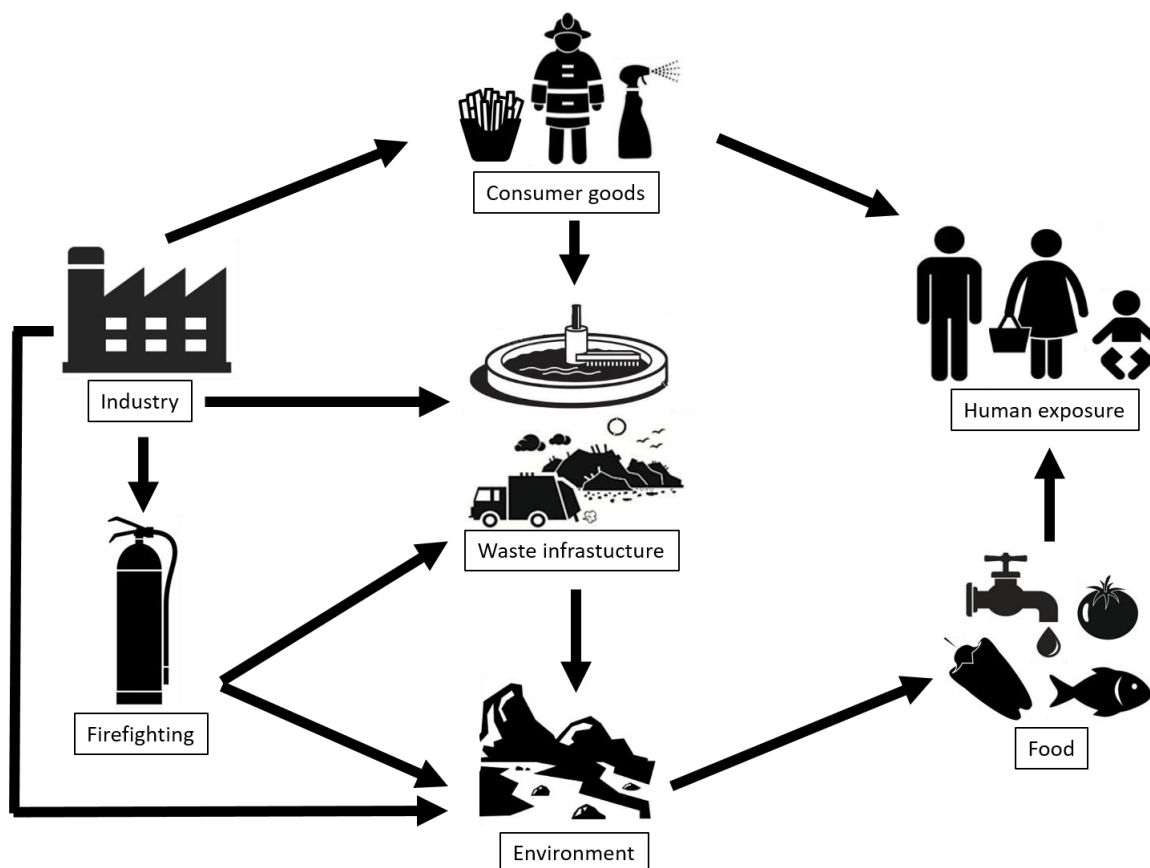 Consumer goods
Industry
Human exposure
Waste infrastucture
Firefighting
Food
Environment